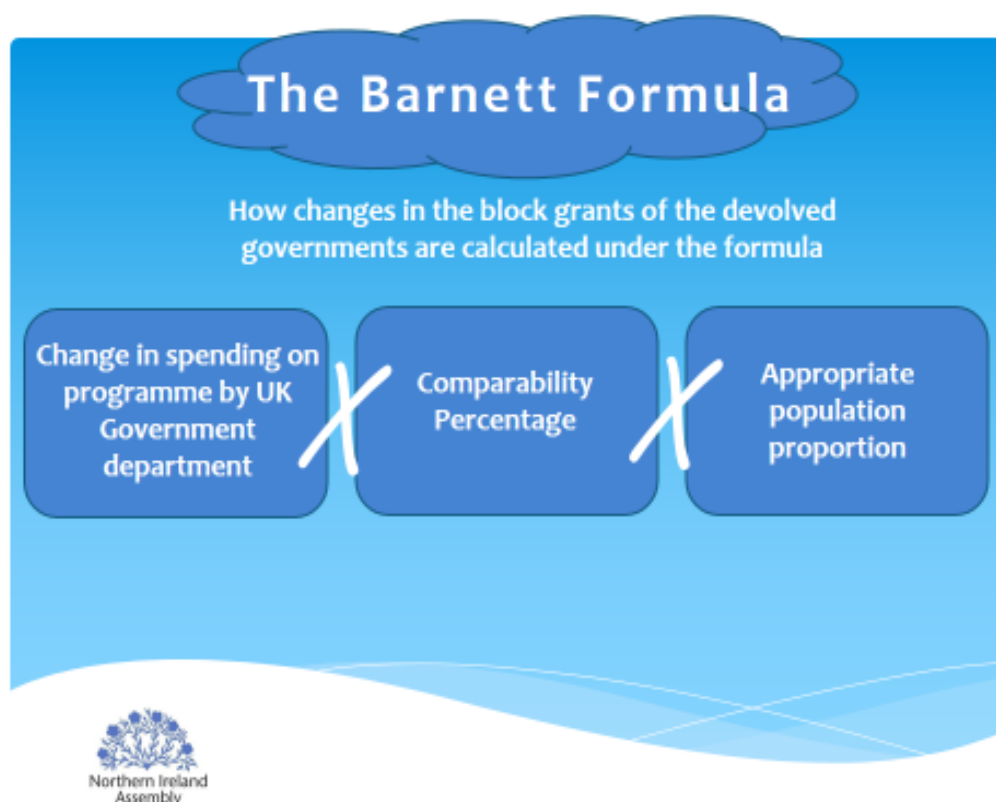 The Barnett Formula
How changes in the block grants of the devolved
governments are calculated under the formula
Change in spending on
programme by UK
Government
department
X
Comparability
Percentage
X
Appropriate
population
proportion
Northern Ireland
Assembly